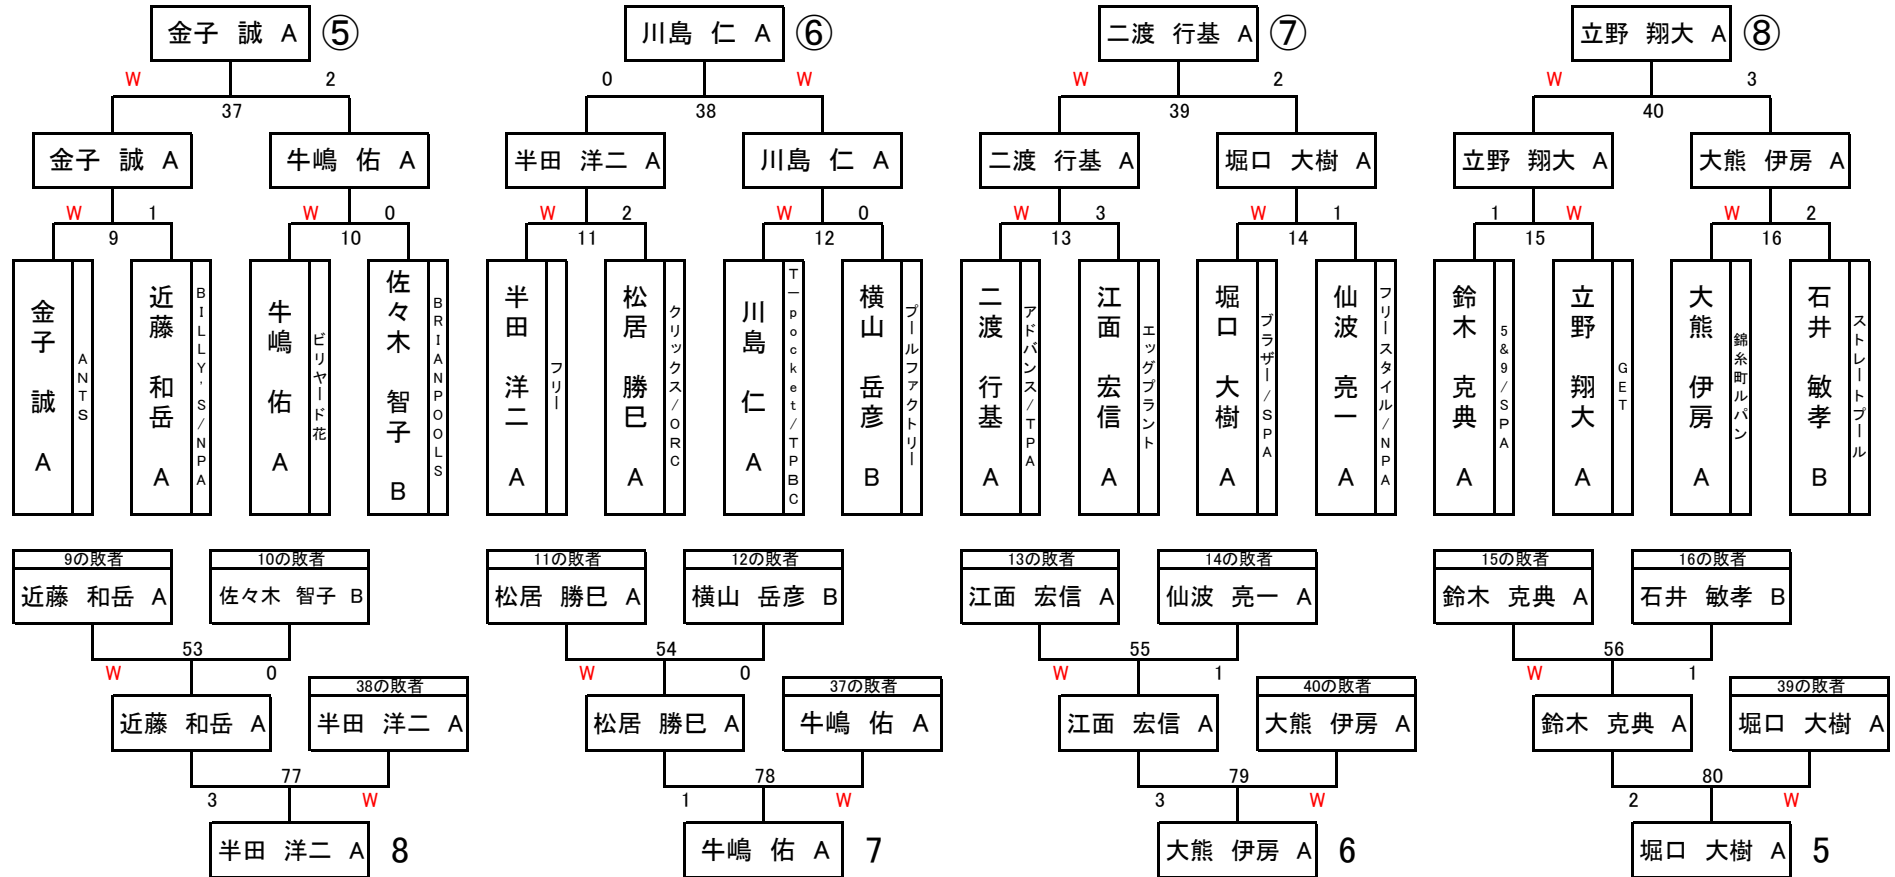 金子 誠 A ⑤ 川島 仁 A ⑥ 二渡 行基 A ⑦ 立野 翔大 A ⑧
W 2 0 W W 2 W 3
37 38 39 40
金子 誠 A 牛嶋 佑 A 半田 洋二 A 川島 仁 A 二渡 行基 A 堀口 大樹 A 立野 翔大 A 大熊 伊房 A
W 1 W 0 W 2 W 0 W 3 W 1 1 W W 2
9 10 11 12 13 14 15 16
金子 誠 A
ANTS
近藤 和岳 A
BILLY'S/NPA
牛嶋 佑 A
ビリヤード花
佐々木 智子 B
BRIANPOOLS
半田 洋二 A
フリー
松居 勝巳 A
クリックス/ORC
川島 仁 A
T-pocket/TPBC
横山 岳彦 B
プールファクトリー
二渡 行基 A
アドバンス/TPA
江面 宏信 A
エッグプラント
堀口 大樹 A
ブラザー/SPA
仙波 亮一 A
フリースタイル/NPA
鈴木 克典 A
5&9/SPA
立野 翔大 A
GET
大熊 伊房 A
錦糸町ルパン
石井 敏孝 B
ストレートプール
9の敗者 10の敗者 11の敗者 12の敗者 13の敗者 14の敗者 15の敗者 16の敗者
近藤 和岳 A 佐々木 智子 B 松居 勝巳 A 横山 岳彦 B 江面 宏信 A 仙波 亮一 A 鈴木 克典 A 石井 敏孝 B
53 54 55 56
W 0 W 0 W 1 W 1
38の敗者 37の敗者 40の敗者 39の敗者
近藤 和岳 A 半田 洋二 A 松居 勝巳 A 牛嶋 佑 A 江面 宏信 A 大熊 伊房 A 鈴木 克典 A 堀口 大樹 A
77 78 79 80
3 W 1 W 3 W 2 W
半田 洋二 A 8 牛嶋 佑 A 7 大熊 伊房 A 6 堀口 大樹 A 5